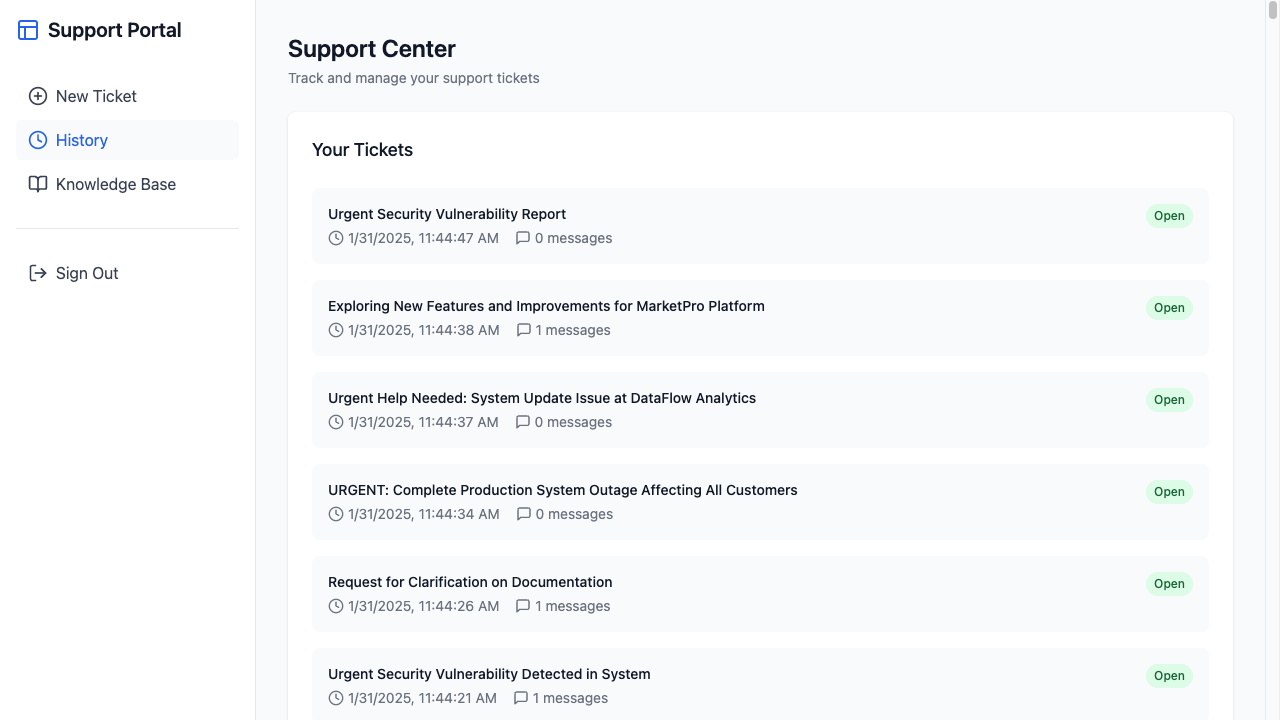 Support Portal
New Ticket
History
Knowledge Base
Sign Out
Support Center
Track and manage your support tickets
Your Tickets
Urgent Security Vulnerability Report
Open
1/31/2025, 11:44:47 AM 0 messages
Exploring New Features and Improvements for MarketPro Platform
Open
1/31/2025, 11:44:38 AM 1 messages
Urgent Help Needed: System Update Issue at DataFlow Analytics
Open
1/31/2025, 11:44:37 AM 0 messages
URGENT: Complete Production System Outage Affecting All Customers
Open
1/31/2025, 11:44:34 AM 0 messages
Request for Clarification on Documentation
Open
1/31/2025, 11:44:26 AM 1 messages
Urgent Security Vulnerability Detected in System
Open
1/31/2025, 11:44:21 AM 1 messages